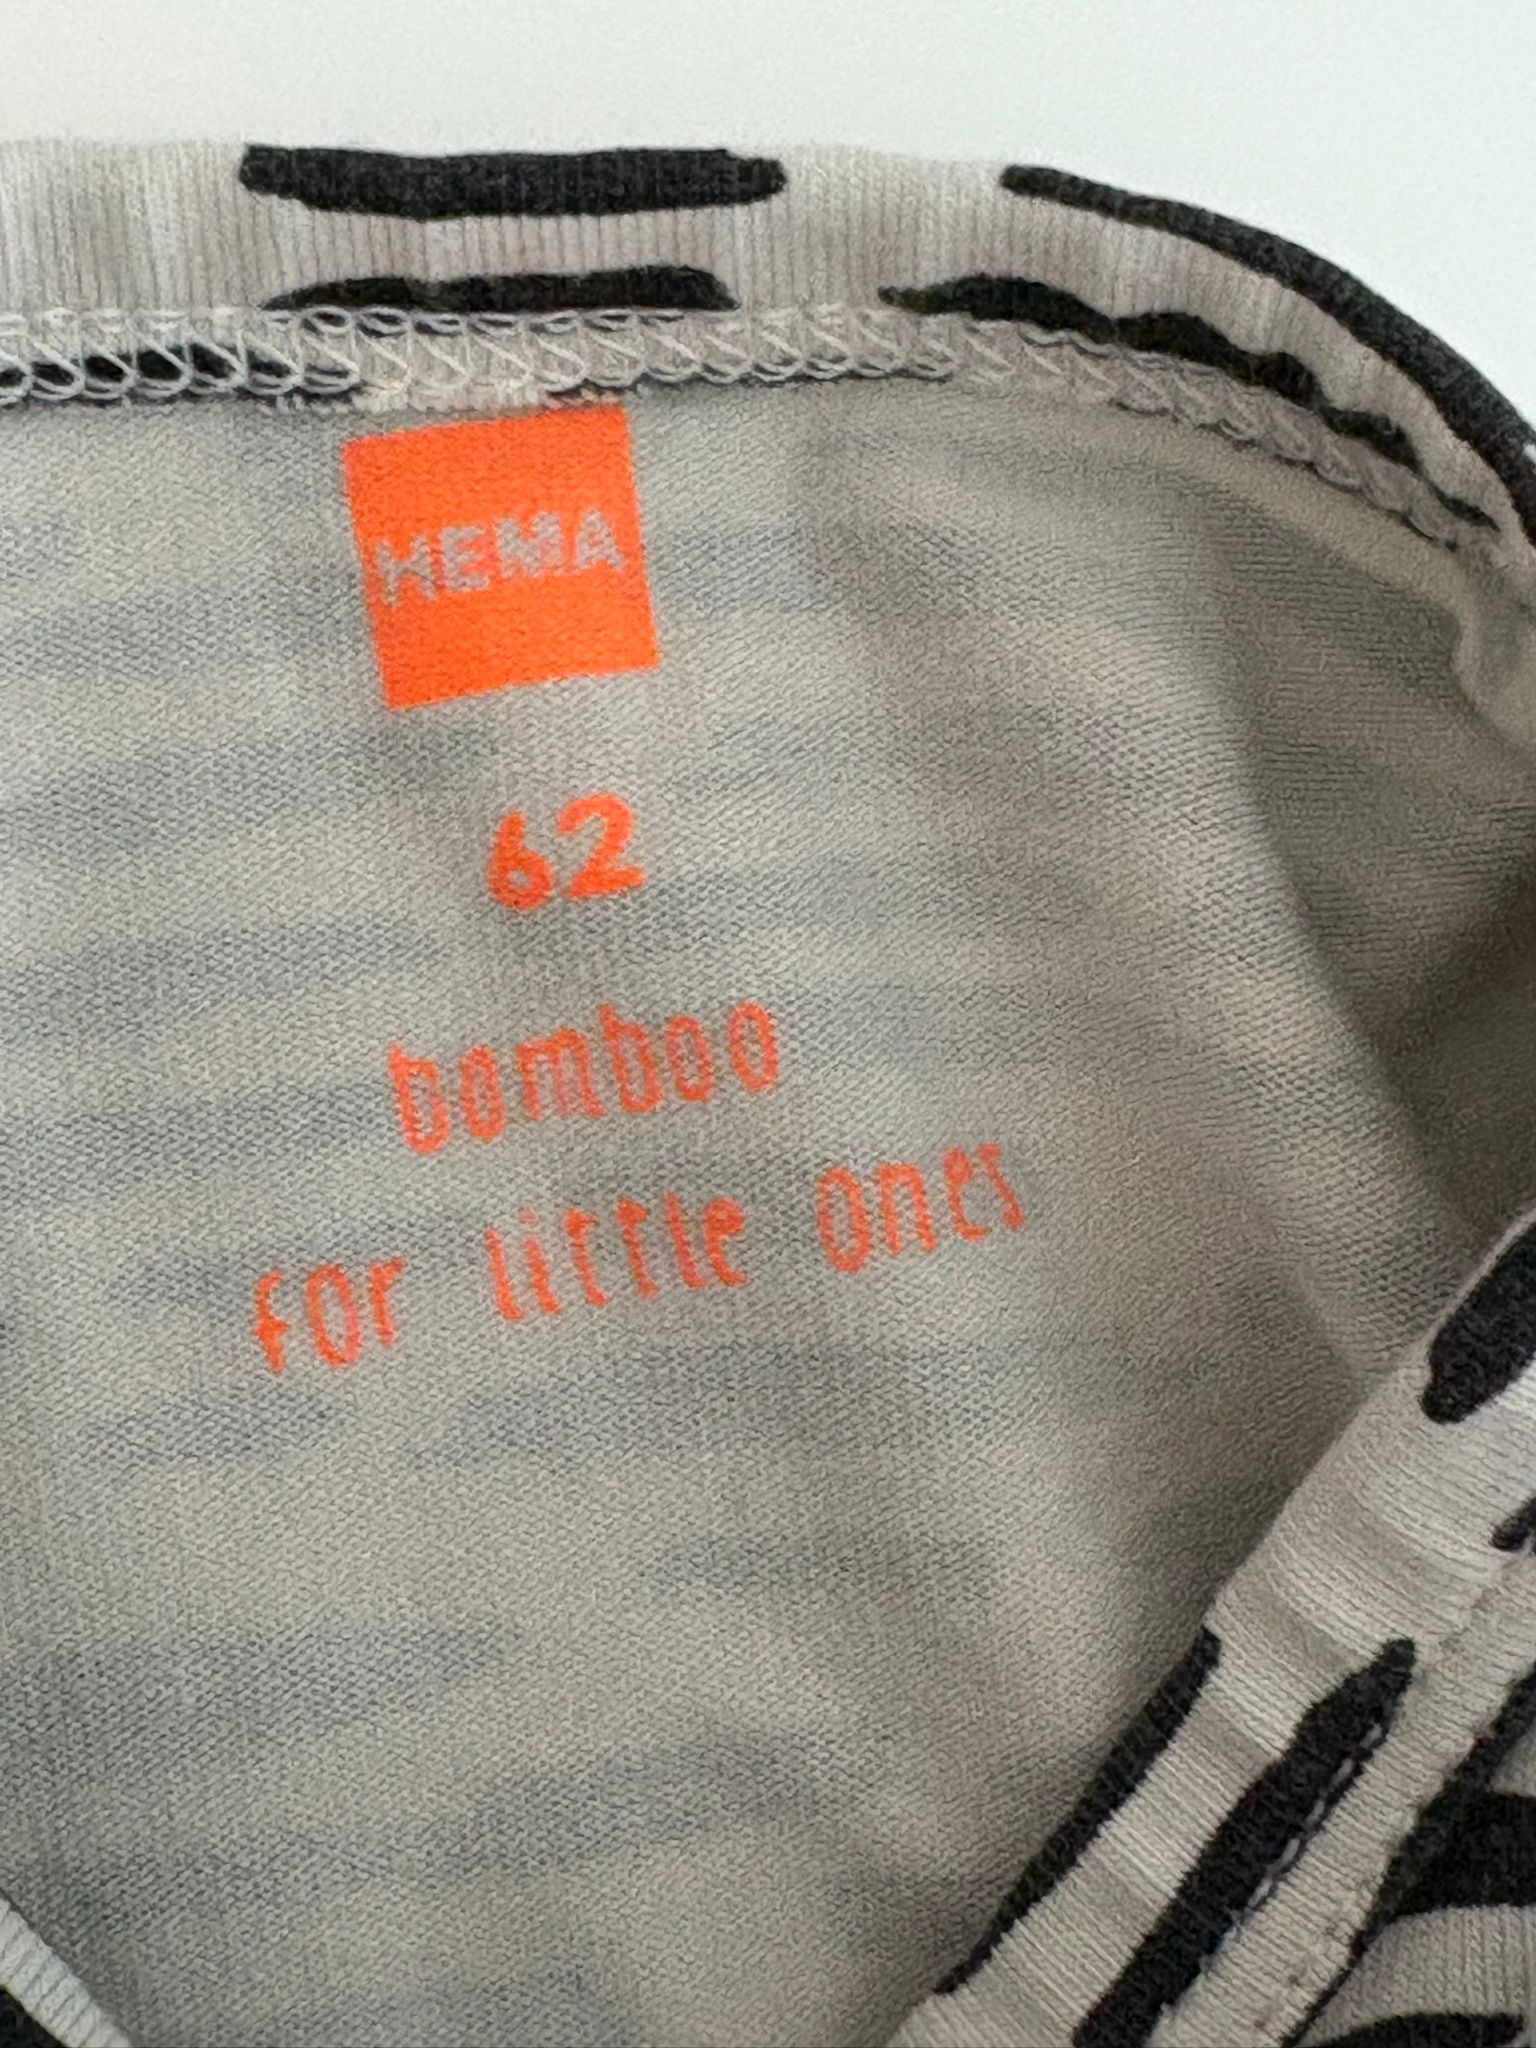 HEMA
62
bamboo
for little ones